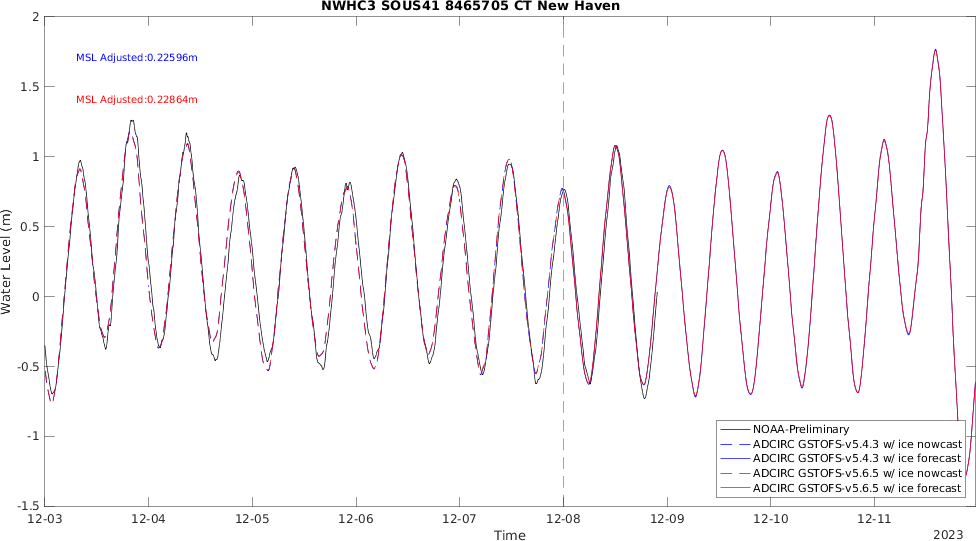 NWHC3 SOUS41 8465705 CT New Haven
2
1.5
1
0.5
0
-0.5
-1
-1.5
Water Level (m)
MSL Adjusted:0.22596m
MSL Adjusted:0.22864m
NOAA-Preliminary
ADCIRC GSTOFS-v5.4.3 w/ ice nowcast
ADCIRC GSTOFS-v5.4.3 w/ ice forecast
ADCIRC GSTOFS-v5.6.5 w/ ice nowcast
ADCIRC GSTOFS-v5.6.5 w/ ice forecast
12-03 12-04 12-05 12-06 12-07 12-08 12-09 12-10 12-11
Time
2023